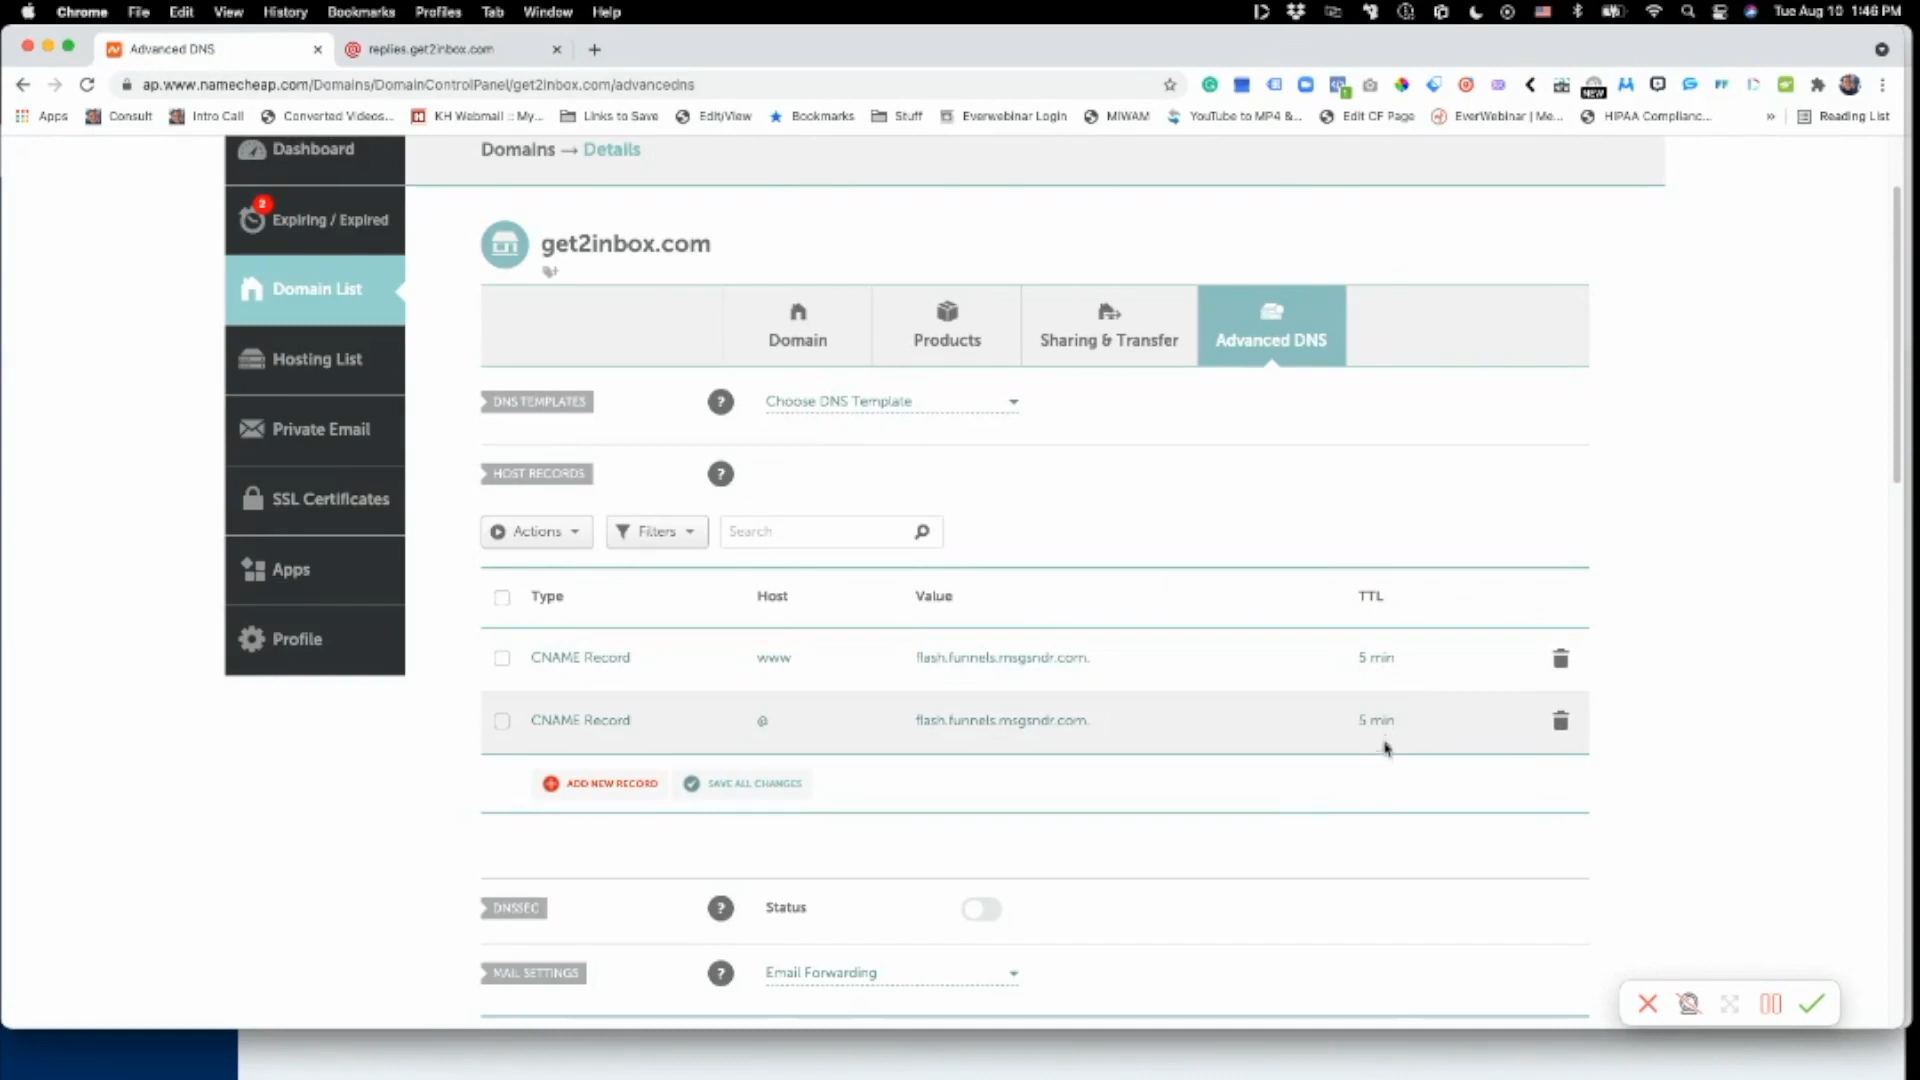 Chrome File Edit View History Bookmarks Profiles Tab Window Help Tue Aug 10 1:46 PM
Advanced DNS replies.get2inbox.com
ap.www.namecheap.com/Domains/DomainControlPanel/get2inbox.com/advancedns
NEW
Apps Consult Intro Call Converted Videos... KH Webmail :: My... Links to Save Edit/View Bookmarks Stuff Everwebinar Login MIWAM YouTube to MP4 &... Edit CF Page EverWebinar | Me... HIPAA Complianc... » Reading List
Dashboard
Domains → Details
2
Expiring / Expired
get2inbox.com
Domain List
Domain Products Sharing & Transfer Advanced DNS
Hosting List
DNS TEMPLATES ? Choose DNS Template
Private Email
HOST RECORDS ?
SSL Certificates
Actions Filters Search
Apps
Type Host Value TTL
Profile
CNAME Record www flash.funnels.msgsndr.com. 5 min
CNAME Record @ flash.funnels.msgsndr.com. 5 min
ADD NEW RECORD SAVE ALL CHANGES
DNSSEC ? Status
MAIL SETTINGS ? Email Forwarding